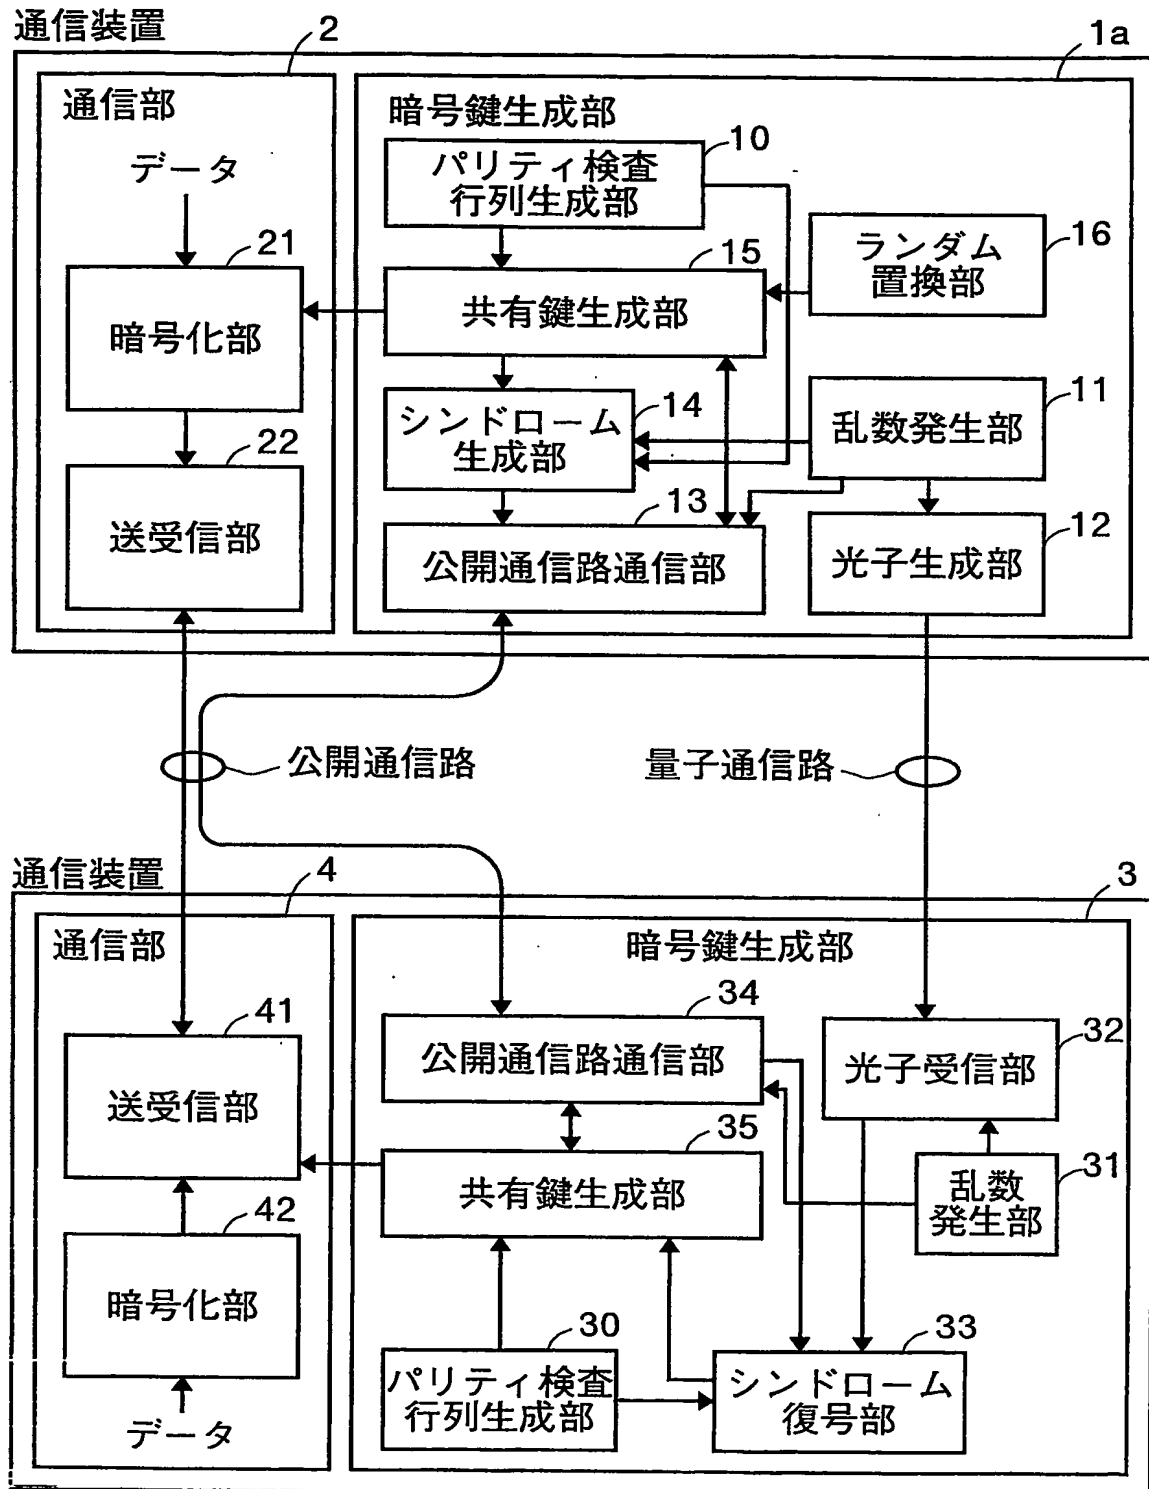 通信装置
2
1a
通信部
データ
21
暗号化部
22
送受信部
暗号鍵生成部
10
パリティ検査
行列生成部
15
共有鍵生成部
ランダム
置換部
16
シンドローム
生成部
14
乱数発生部
11
13
公開通信路通信部
光子生成部
12
公開通信路
量子通信路
通信装置
4
3
通信部
41
送受信部
42
暗号化部
データ
暗号鍵生成部
34
公開通信路通信部
光子受信部
32
35
共有鍵生成部
乱数
発生部
31
30
パリティ検査
行列生成部
33
シンドローム
復号部